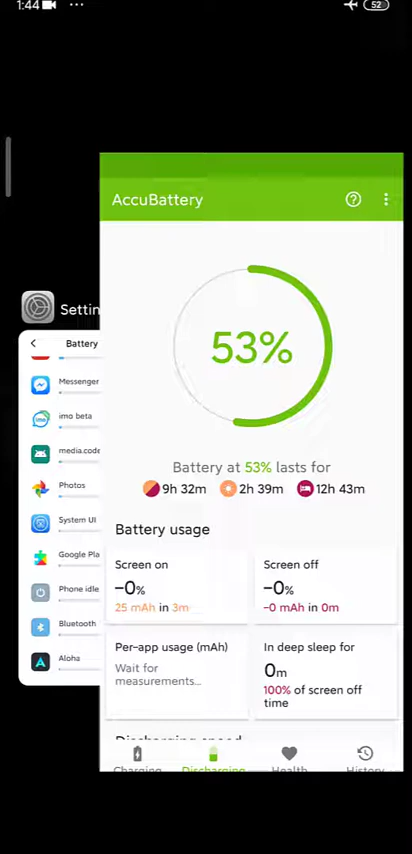 1:44
52
AccuBattery
Settin
Battery
Messenger
imo beta
media.code
Photos
System UI
Google Pla
Phone idle
Bluetooth
Aloha
53%
Battery at 53% lasts for
9h 32m 2h 39m 12h 43m
Battery usage
Screen on
–0%
25 mAh in 3m
Screen off
–0%
–0 mAh in 0m
Per-app usage (mAh)
Wait for
measurements…
In deep sleep for
0m
100% of screen off
time
Discharging speed
Charging
Discharging
Health
History